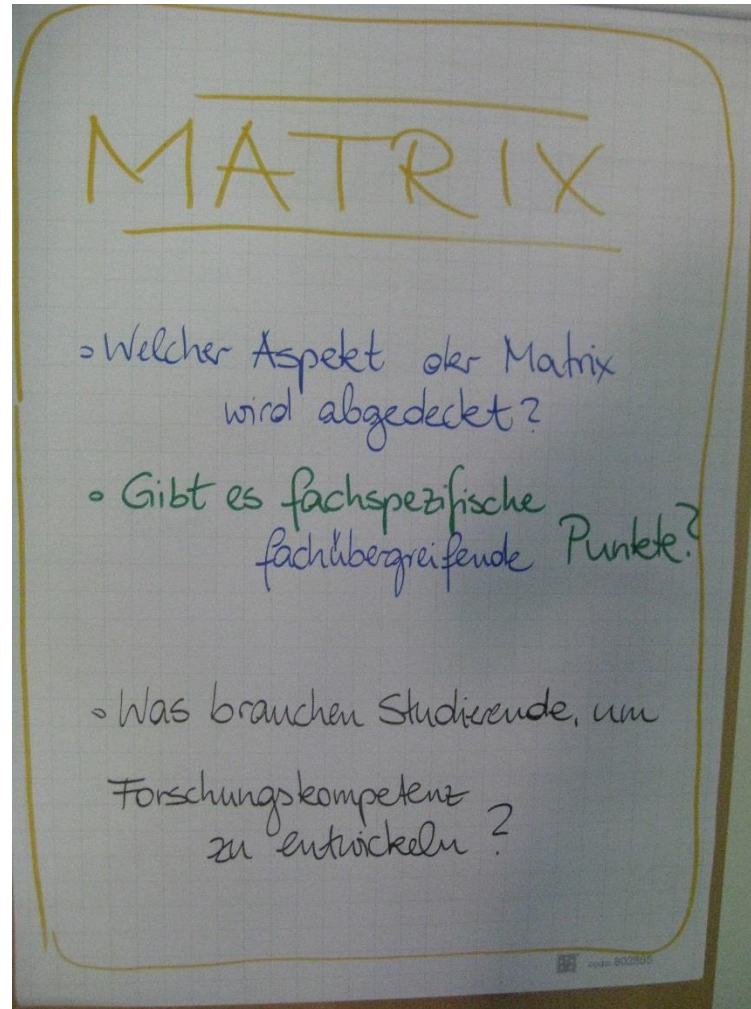 MATRIX
◦ Welcher Aspekt der Matrix
wird abgedeckt?
◦ Gibt es fachspezifische
fachübergreifende Punkte?
◦ Was brauchen Studierende, um
Forschungskompetenz
zu entwickeln?